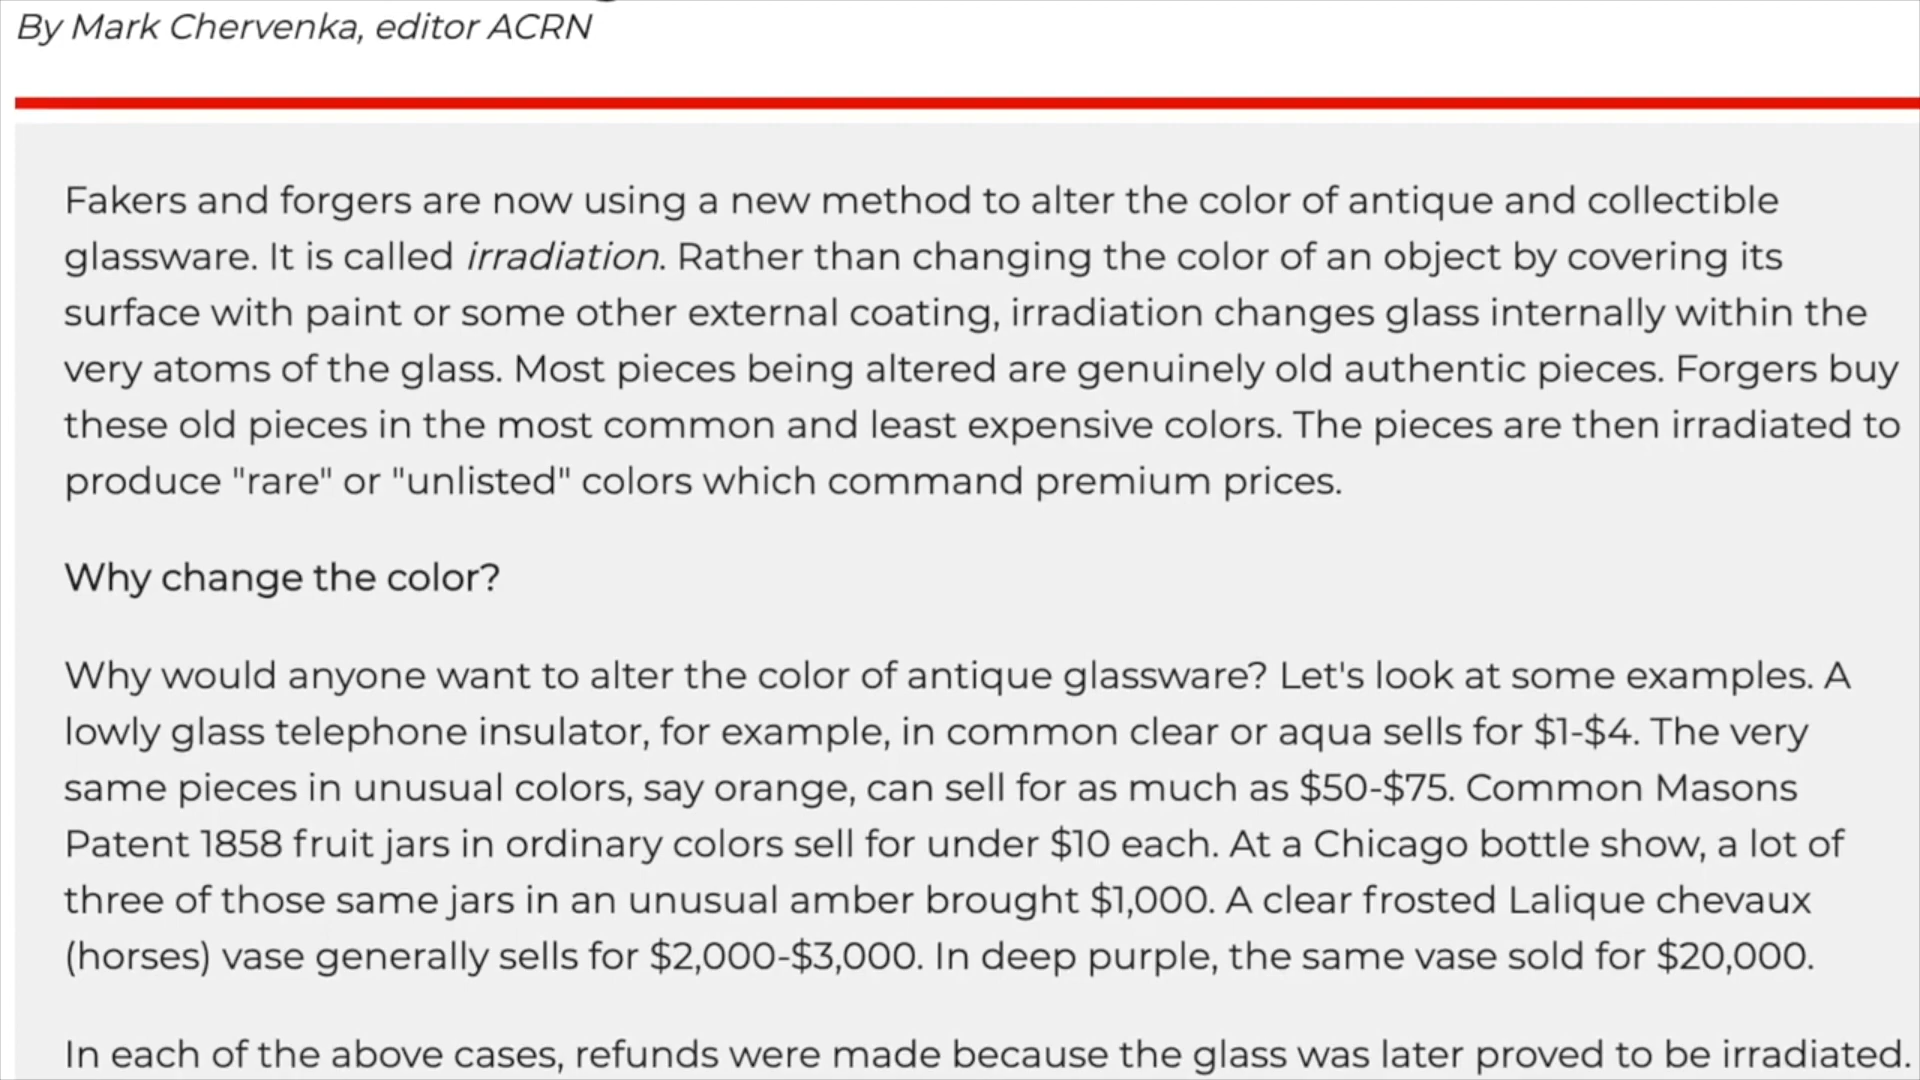 By Mark Chervenka, editor ACRN
Fakers and forgers are now using a new method to alter the color of antique and collectible
glassware. It is called irradiation. Rather than changing the color of an object by covering its
surface with paint or some other external coating, irradiation changes glass internally within the
very atoms of the glass. Most pieces being altered are genuinely old authentic pieces. Forgers buy
these old pieces in the most common and least expensive colors. The pieces are then irradiated to
produce "rare" or "unlisted" colors which command premium prices.
Why change the color?
Why would anyone want to alter the color of antique glassware? Let's look at some examples. A
lowly glass telephone insulator, for example, in common clear or aqua sells for $1-$4. The very
same pieces in unusual colors, say orange, can sell for as much as $50-$75. Common Masons
Patent 1858 fruit jars in ordinary colors sell for under $10 each. At a Chicago bottle show, a lot of
three of those same jars in an unusual amber brought $1,000. A clear frosted Lalique chevaux
(horses) vase generally sells for $2,000-$3,000. In deep purple, the same vase sold for $20,000.
In each of the above cases, refunds were made because the glass was later proved to be irradiated.